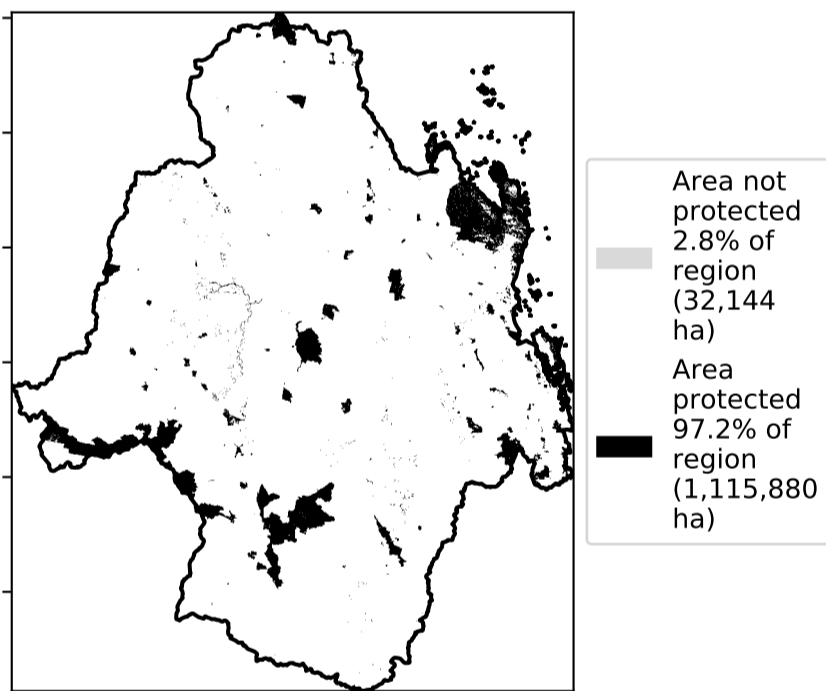 Area not
protected
2.8% of
region
(32,144
ha)
Area
protected
97.2% of
region
(1,115,880
ha)